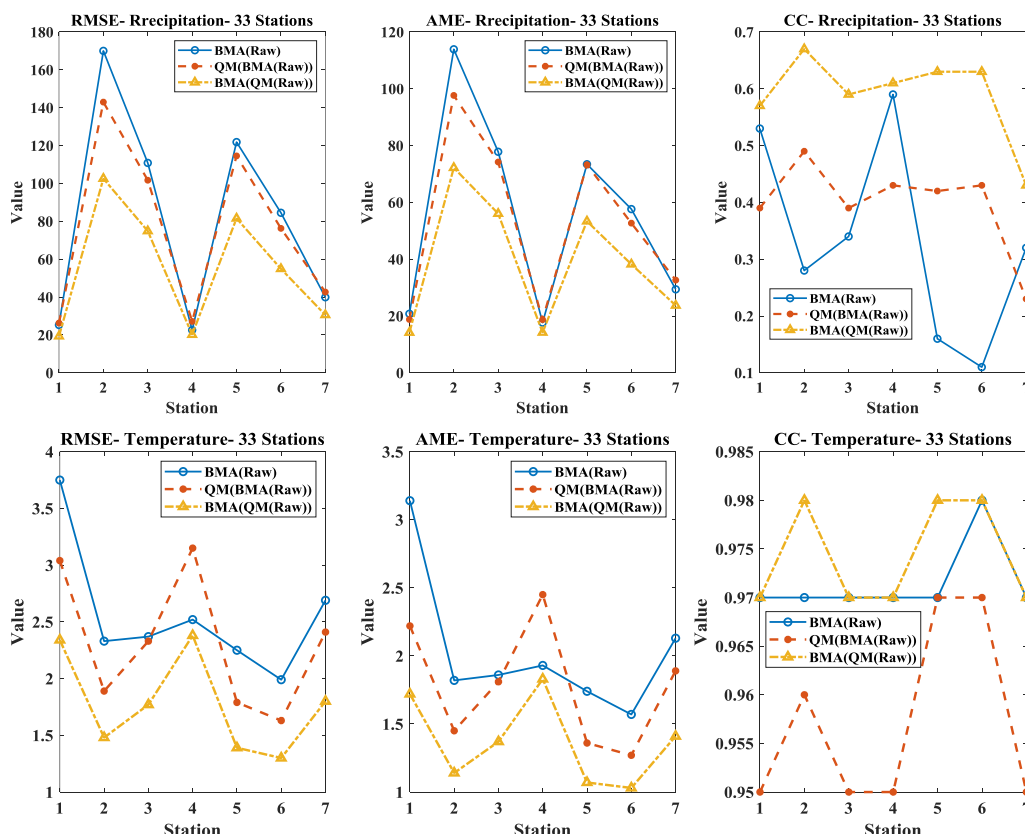 RMSE- Rrecipitation- 33 Stations
180
160
140
120
100
80
60
40
20
0
Value
BMA(Raw)
QM(BMA(Raw))
BMA(QM(Raw))
1 2 3 4 5 6 7
Station
AME- Rrecipitation- 33 Stations
120
100
80
60
40
20
0
Value
BMA(Raw)
QM(BMA(Raw))
BMA(QM(Raw))
1 2 3 4 5 6 7
Station
CC- Rrecipitation- 33 Stations
0.7
0.6
0.5
0.4
0.3
0.2
0.1
Value
BMA(Raw)
QM(BMA(Raw))
BMA(QM(Raw))
1 2 3 4 5 6 7
Station
RMSE- Temperature- 33 Stations
4
3.5
3
2.5
2
1.5
1
Value
BMA(Raw)
QM(BMA(Raw))
BMA(QM(Raw))
1 2 3 4 5 6 7
Station
AME- Temperature- 33 Stations
3.5
3
2.5
2
1.5
1
Value
BMA(Raw)
QM(BMA(Raw))
BMA(QM(Raw))
1 2 3 4 5 6 7
Station
CC- Temperature- 33 Stations
0.985
0.98
0.975
0.97
0.965
0.96
0.955
0.95
Value
BMA(Raw)
QM(BMA(Raw))
BMA(QM(Raw))
1 2 3 4 5 6 7
Station